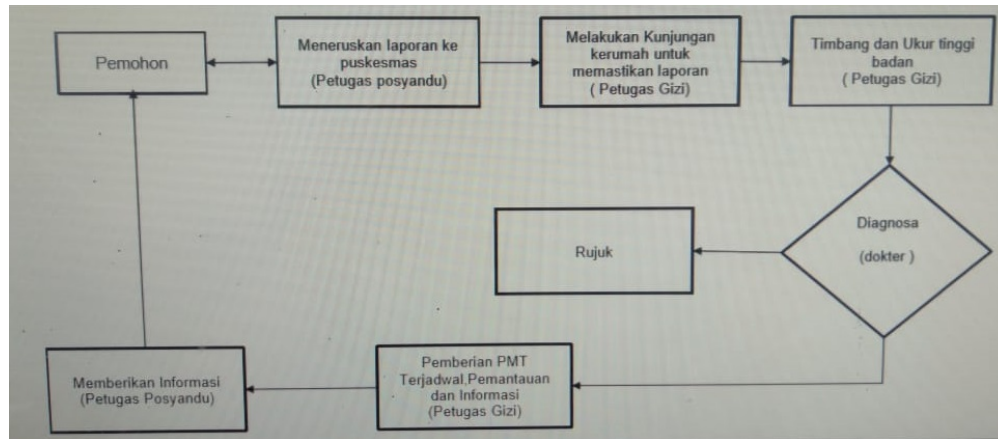 Pemohon
Meneruskan laporan ke
puskesmas
(Petugas posyandu)
Melakukan Kunjungan
kerumah untuk
memastikan laporan
( Petugas Gizi)
Timbang dan Ukur tinggi
badan
( Petugas Gizi)
Diagnosa
(dokter )
Rujuk
Pemberian PMT
Terjadwal,Pemantauan
dan Informasi
(Petugas Gizi)
Memberikan Informasi
(Petugas Posyandu)